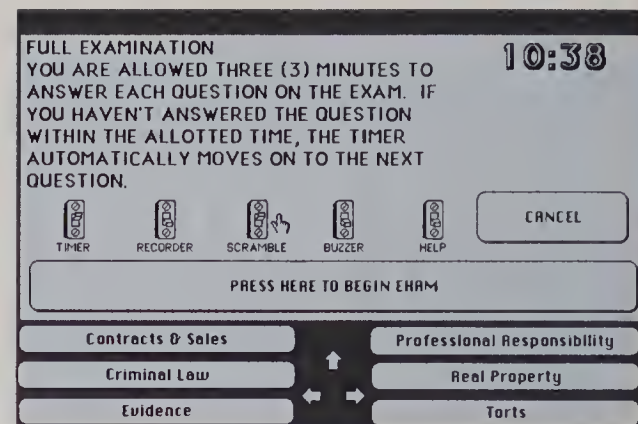 FULL EXAMINATION
10:38
YOU ARE ALLOWED THREE (3) MINUTES TO
ANSWER EACH QUESTION ON THE EXAM. IF
YOU HAVEN'T ANSWERED THE QUESTION
WITHIN THE ALLOTTED TIME, THE TIMER
AUTOMATICALLY MOVES ON TO THE NEXT
QUESTION.
TIMER RECORDER SCRAMBLE BUZZER HELP
CANCEL
PRESS HERE TO BEGIN EXAM
Contracts & Sales
Professional Responsibility
Criminal Law
Real Property
Evidence
Torts